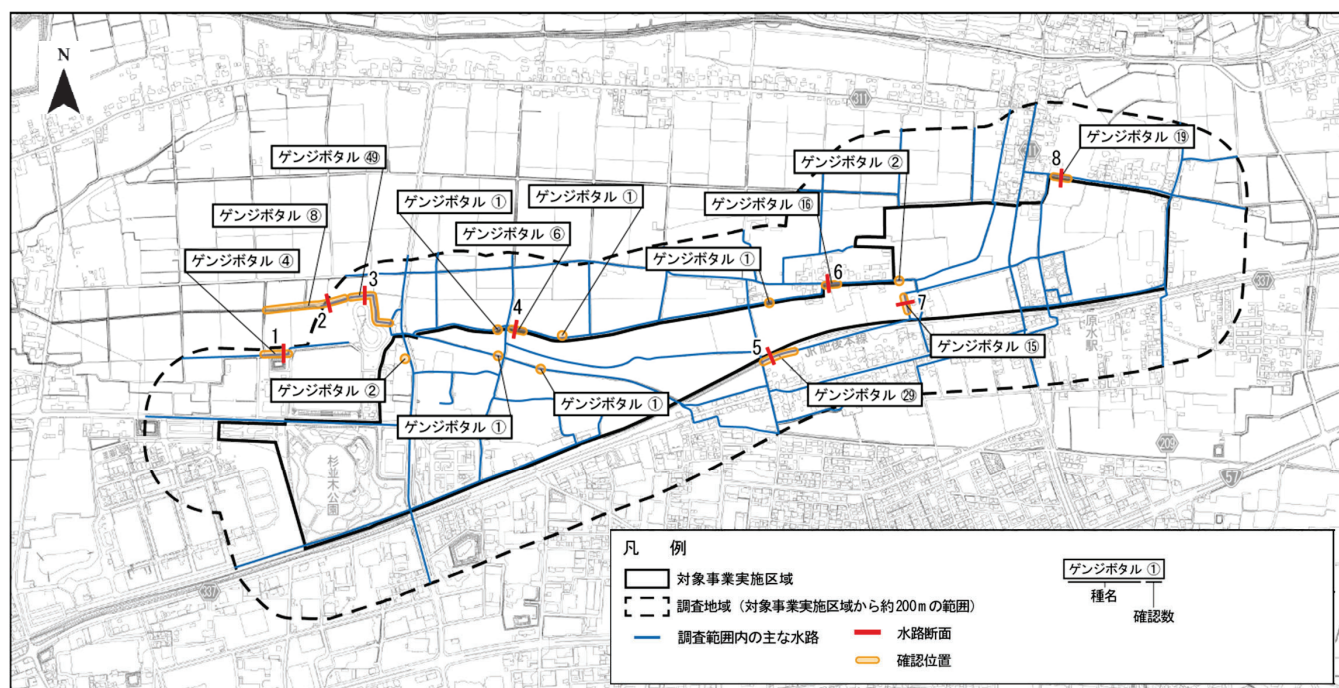 N
311
ゲンジボタル ⑲
ゲンジボタル ㊾
ゲンジボタル ②
8
ゲンジボタル ①
ゲンジボタル ①
ゲンジボタル ⑧
ゲンジボタル ⑯
ゲンジボタル ⑥
ゲンジボタル ④
ゲンジボタル ①
6
337
3
2
4
7
1
5
JR肥後本線
原水駅
ゲンジボタル ⑮
ゲンジボタル ②
ゲンジボタル ㉙
ゲンジボタル ①
ゲンジボタル ①
202
57
杉並木公園
337
凡 例
対象事業実施区域
調査地域（対象事業実施区域から約200mの範囲）
調査範囲内の主な水路
水路断面
確認位置
ゲンジボタル ①
種名
確認数